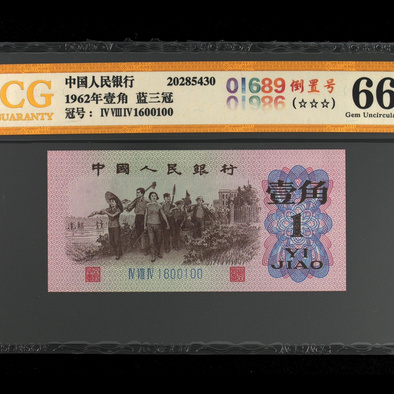 CG
GUARANTY
中国人民银行 20285430
1962年壹角 蓝三冠
冠号： Ⅳ Ⅷ Ⅳ 1600100
01689 倒置号
01986 (☆☆☆)
66
Gem Uncircula
中國人民銀行
壹角
1
YI
JIAO
Ⅳ Ⅷ Ⅳ 1600100